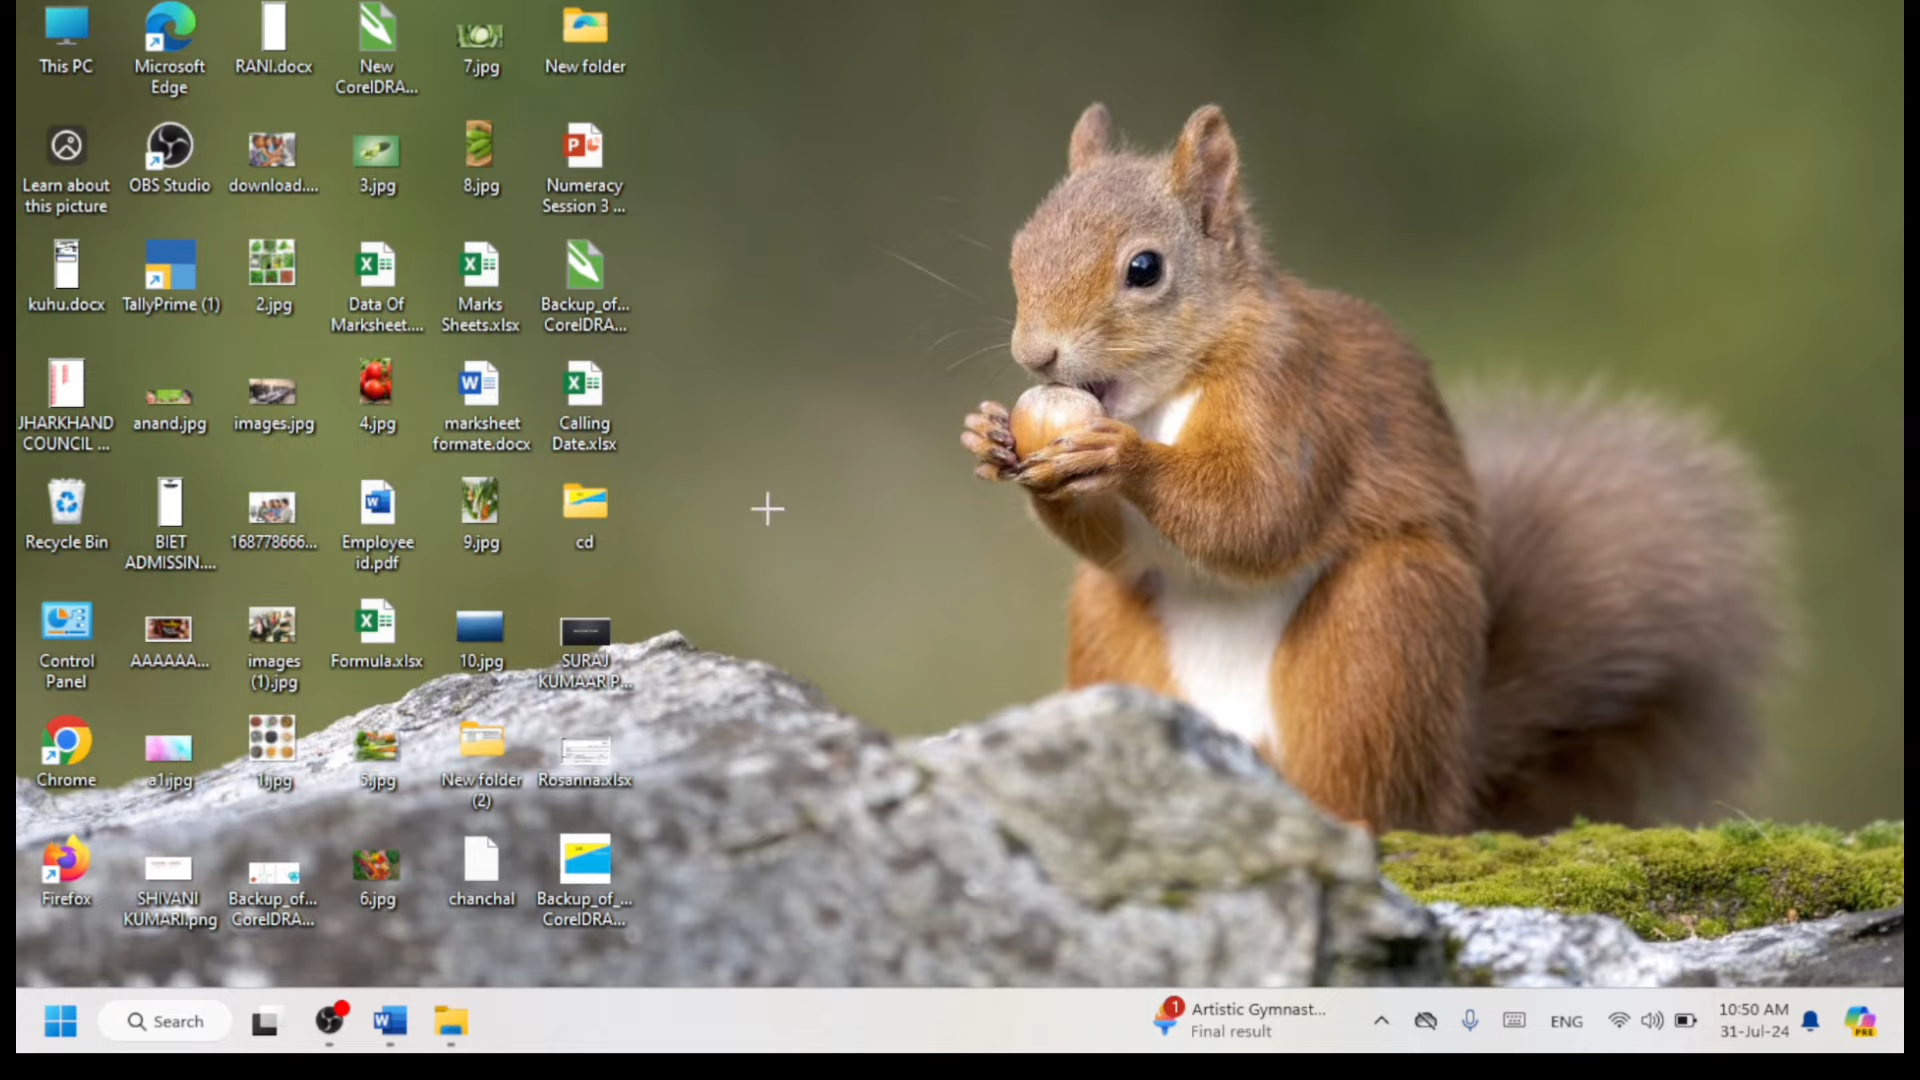 This PC
Microsoft
Edge
RANI.docx
New
CorelDRA...
7.jpg
New folder
Learn about
this picture
OBS Studio
download....
3.jpg
8.jpg
Numeracy
Session 3 ...
kuhu.docx
TallyPrime (1)
2.jpg
Data Of
Marksheet....
Marks
Sheets.xlsx
Backup_of...
CorelDRA...
JHARKHAND
COUNCIL ...
anand.jpg
images.jpg
4.jpg
marksheet
formate.docx
Calling
Date.xlsx
Recycle Bin
BIET
ADMISSIN....
168778666...
Employee
id.pdf
9.jpg
cd
Control
Panel
AAAAAA...
images
(1).jpg
Formula.xlsx
10.jpg
SURAJ
KUMAAR P...
Chrome
a1.jpg
1.jpg
5.jpg
New folder
(2)
Rosanna.xlsx
Firefox
SHIVANI
KUMARI.png
Backup_of...
CorelDRA...
6.jpg
chanchal
Backup_of_...
CorelDRA...
Search
1
Artistic Gymnast...
Final result
ENG
10:50 AM
31-Jul-24
PRE